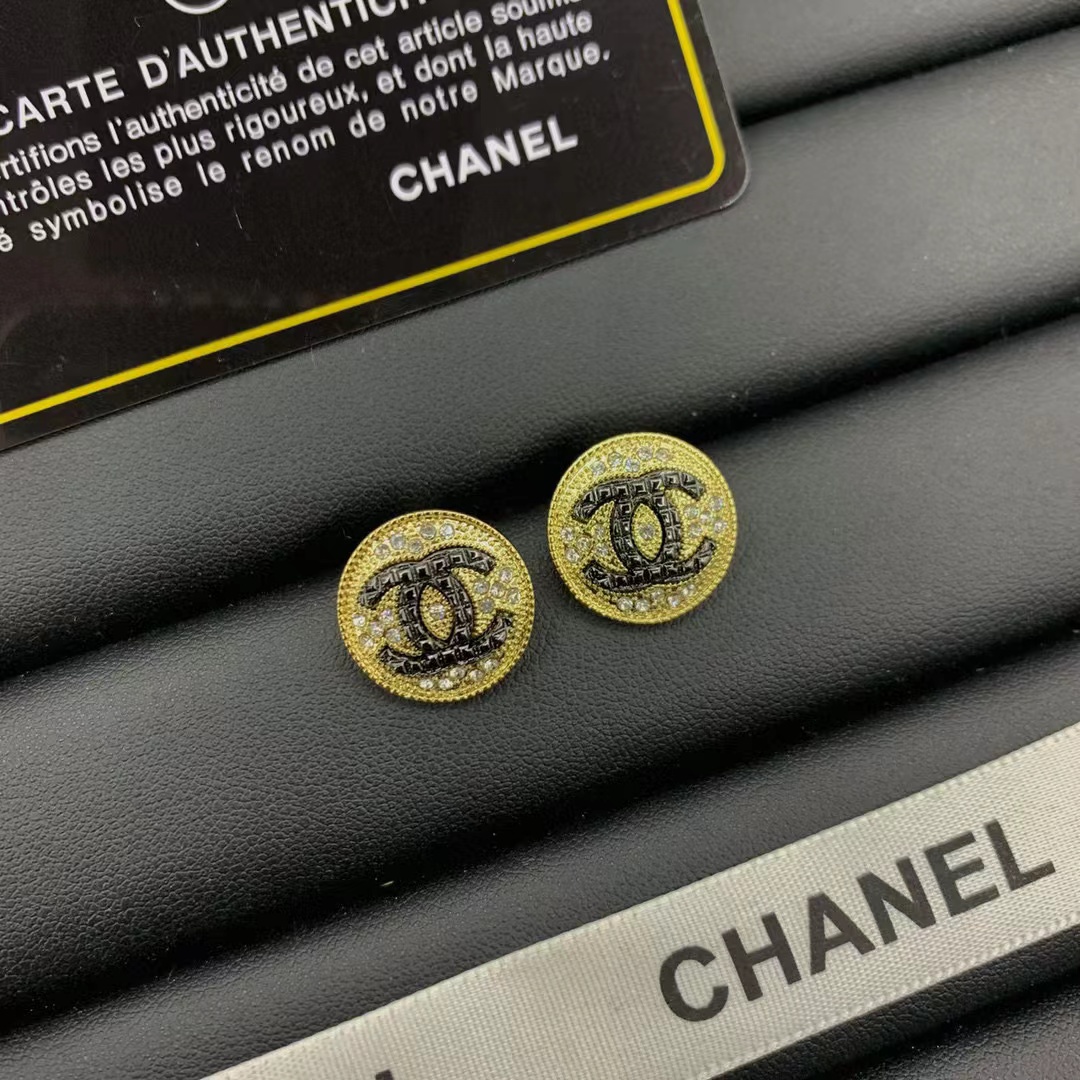 CARTE D'AUTHENTICI
rtifions l'authenticité de cet article soumis
ntrôles les plus rigoureux, et dont la haute
é symbolise le renom de notre Marque.
CHANEL
CHANEL